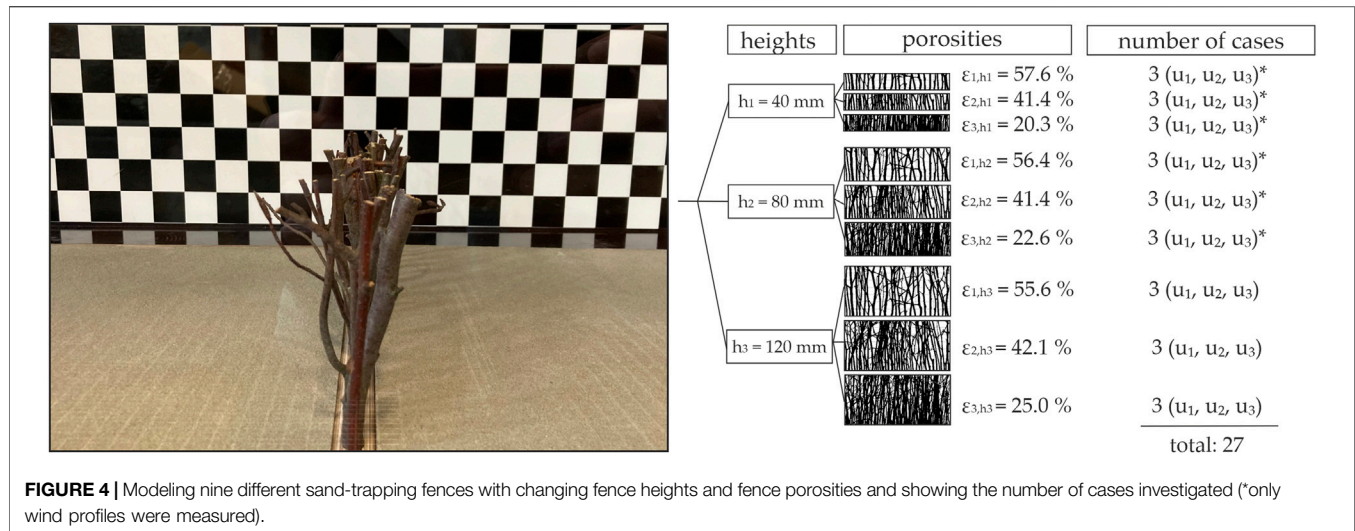 heights porosities number of cases
h₁ = 40 mm
ε₁,h₁ = 57.6 % 3 (u₁, u₂, u₃)*
ε₂,h₁ = 41.4 % 3 (u₁, u₂, u₃)*
ε₃,h₁ = 20.3 % 3 (u₁, u₂, u₃)*
h₂ = 80 mm
ε₁,h₂ = 56.4 % 3 (u₁, u₂, u₃)*
ε₂,h₂ = 41.4 % 3 (u₁, u₂, u₃)*
ε₃,h₂ = 22.6 % 3 (u₁, u₂, u₃)*
h₃ = 120 mm
ε₁,h₃ = 55.6 % 3 (u₁, u₂, u₃)
ε₂,h₃ = 42.1 % 3 (u₁, u₂, u₃)
ε₃,h₃ = 25.0 % 3 (u₁, u₂, u₃)
total: 27
FIGURE 4 | Modeling nine different sand-trapping fences with changing fence heights and fence porosities and showing the number of cases investigated (*only
wind profiles were measured).